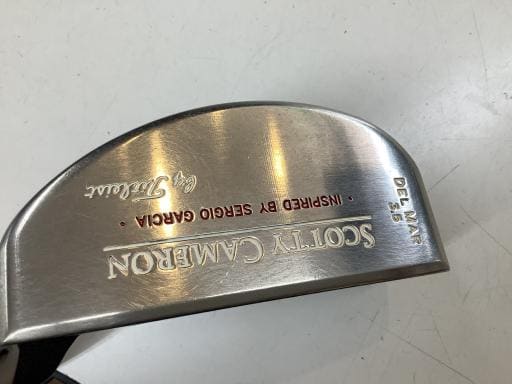 SCOTTY CAMERON
• INSPIRED BY SERGIO GARCIA •
By Titleist
DEL MAR
3.5